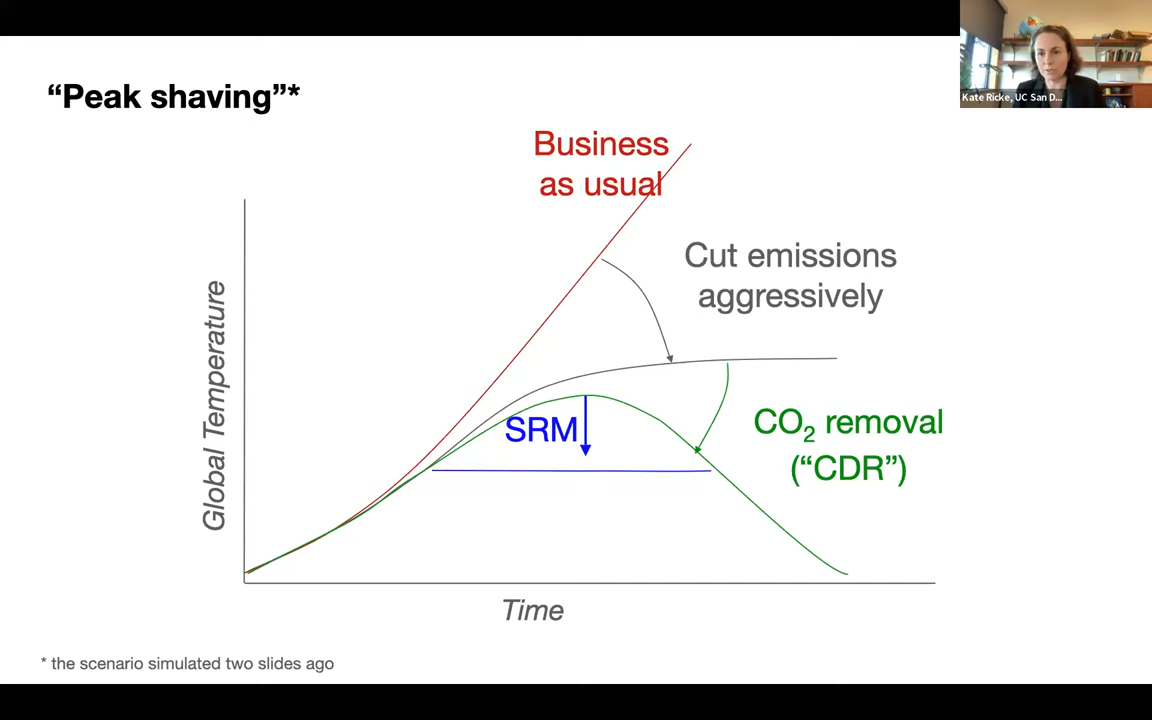 Kate Ricke, UC San D...
“Peak shaving”*
Business
as usual
Cut emissions
aggressively
SRM
CO₂ removal
(“CDR”)
Global Temperature
Time
* the scenario simulated two slides ago